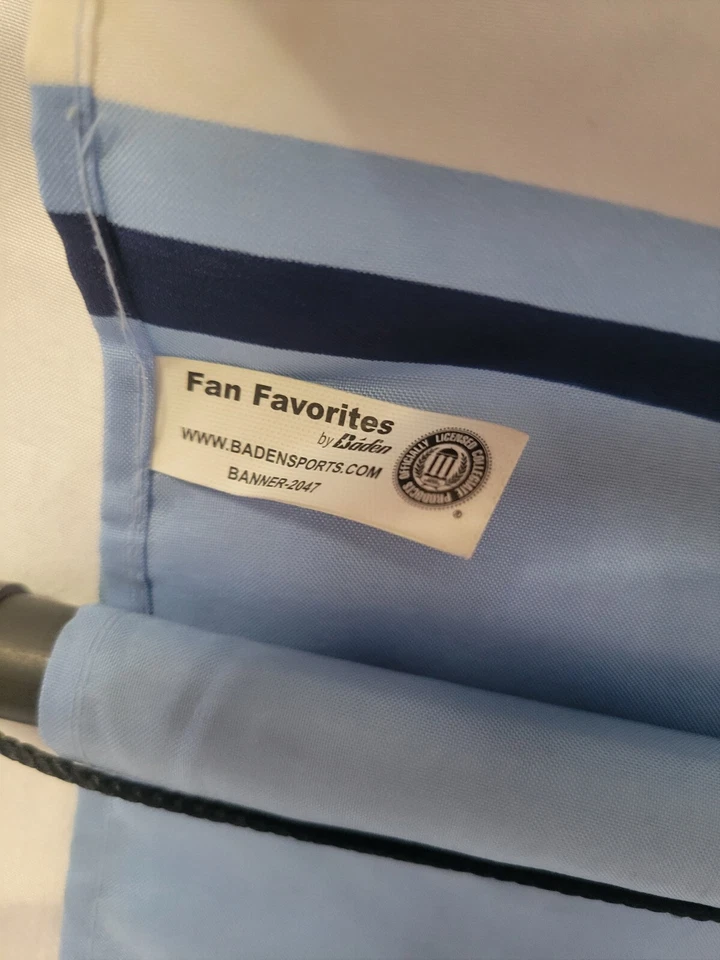 Fan Favorites
by Baden
WWW.BADENSPORTS.COM
BANNER-2047
OFFICIALLY LICENSED COLLEGIATE PRODUCTS
®